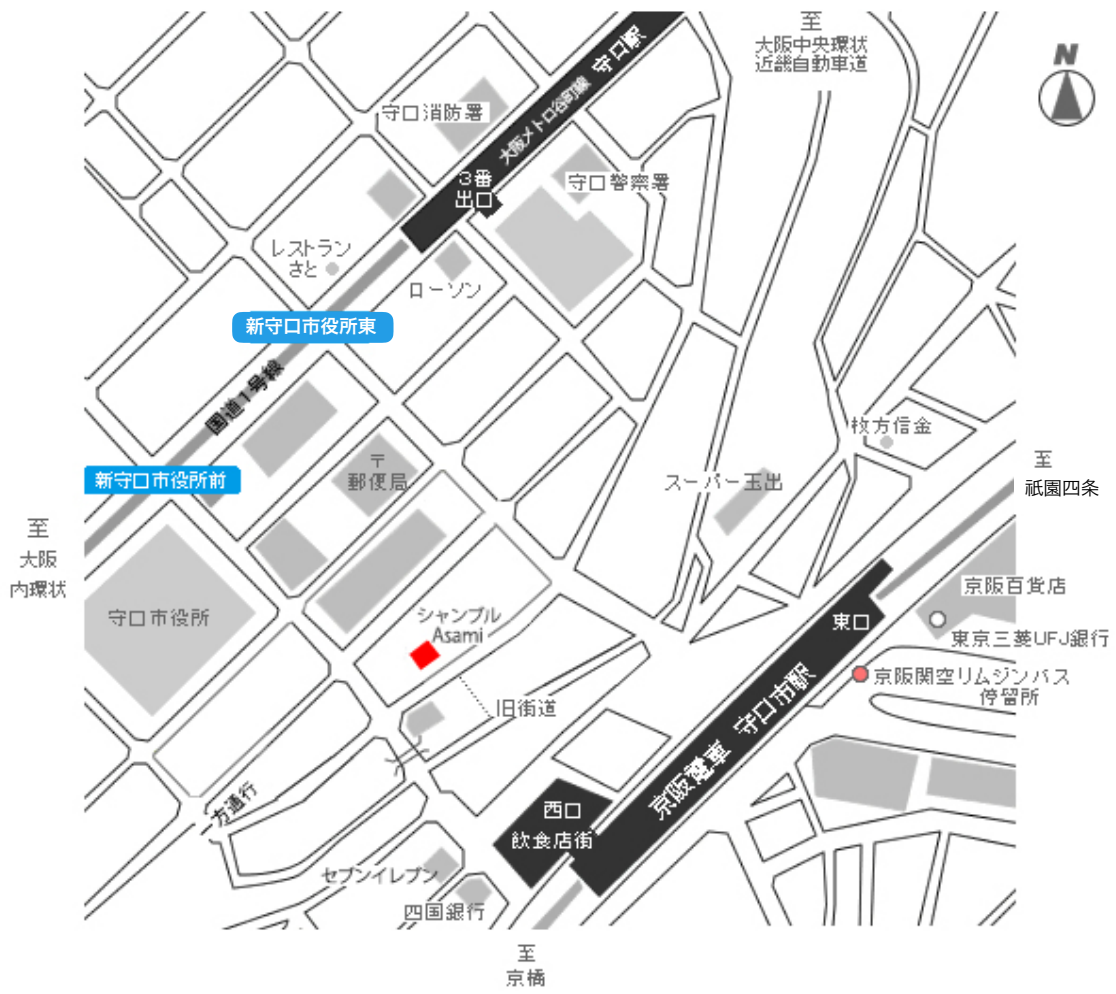 至
大阪中央環状
近畿自動車道
N
守口駅
大阪メトロ谷町線
守口消防署
3番
出口
守口警察署
レストラン
さと
ローソン
新守口市役所東
国道1号線
枚方信金
〒
郵便局
新守口市役所前
スーパー玉出
至
祇園四条
至
大阪
内環状
京阪百貨店
守口市役所
シャンブル
Asami
東口
東京三菱UFJ銀行
京阪関空リムジンバス
停留所
旧街道
京阪電車 守口市駅
一方通行
西口
飲食店街
セブンイレブン
四国銀行
至
京橋